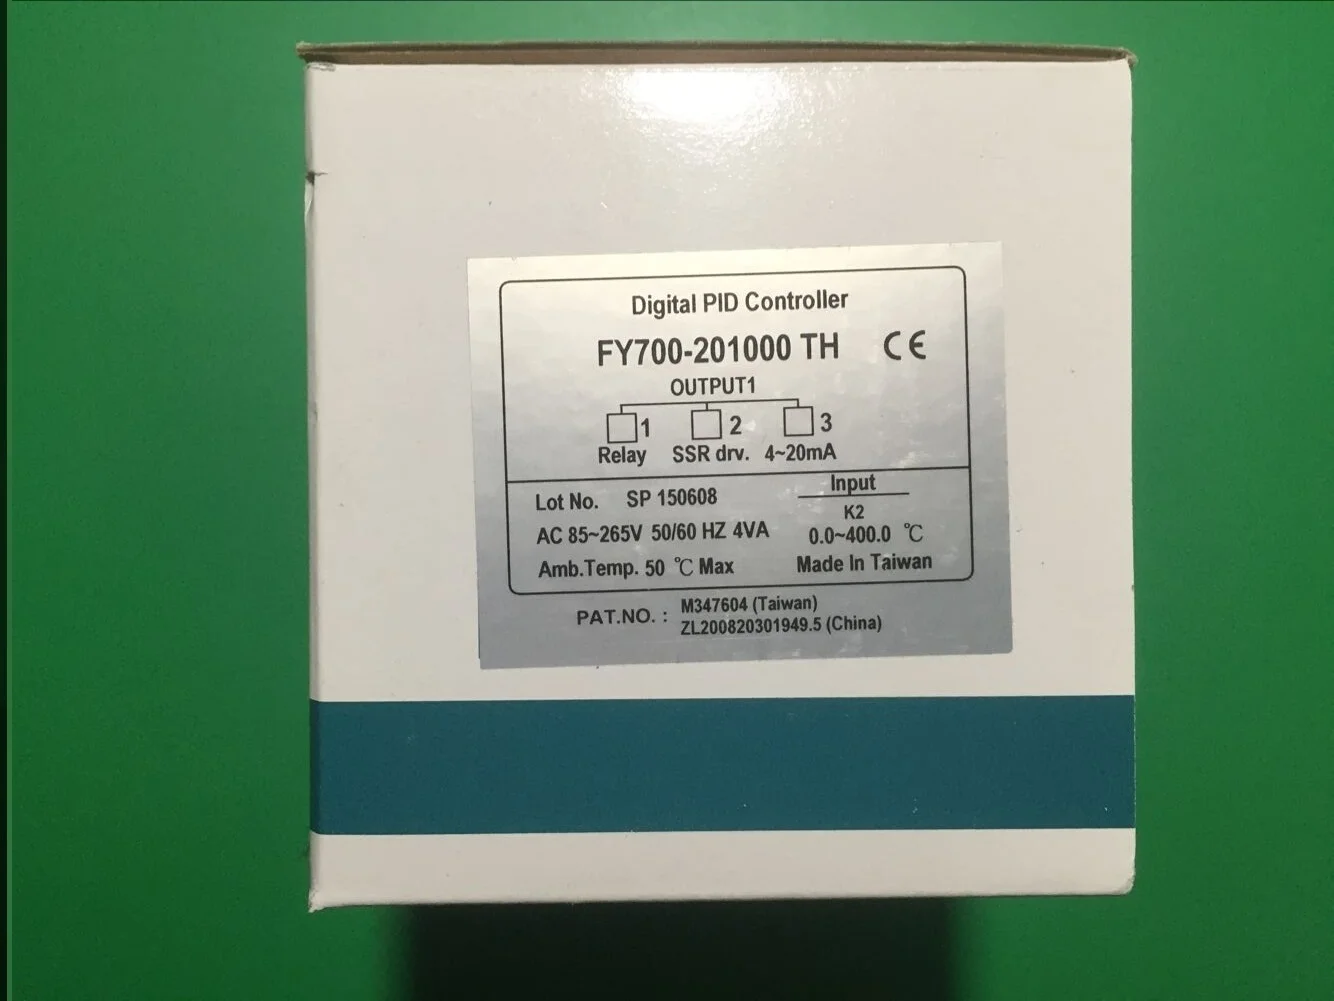 Digital PID Controller
FY700-201000 TH CE
OUTPUT1
1 2 3
Relay SSR drv. 4~20mA
Lot No. SP 150608
Input
K2
AC 85~265V 50/60 HZ 4VA
0.0~400.0 ℃
Amb.Temp. 50 ℃ Max
Made In Taiwan
PAT.NO. : M347604 (Taiwan)
ZL200820301949.5 (China)